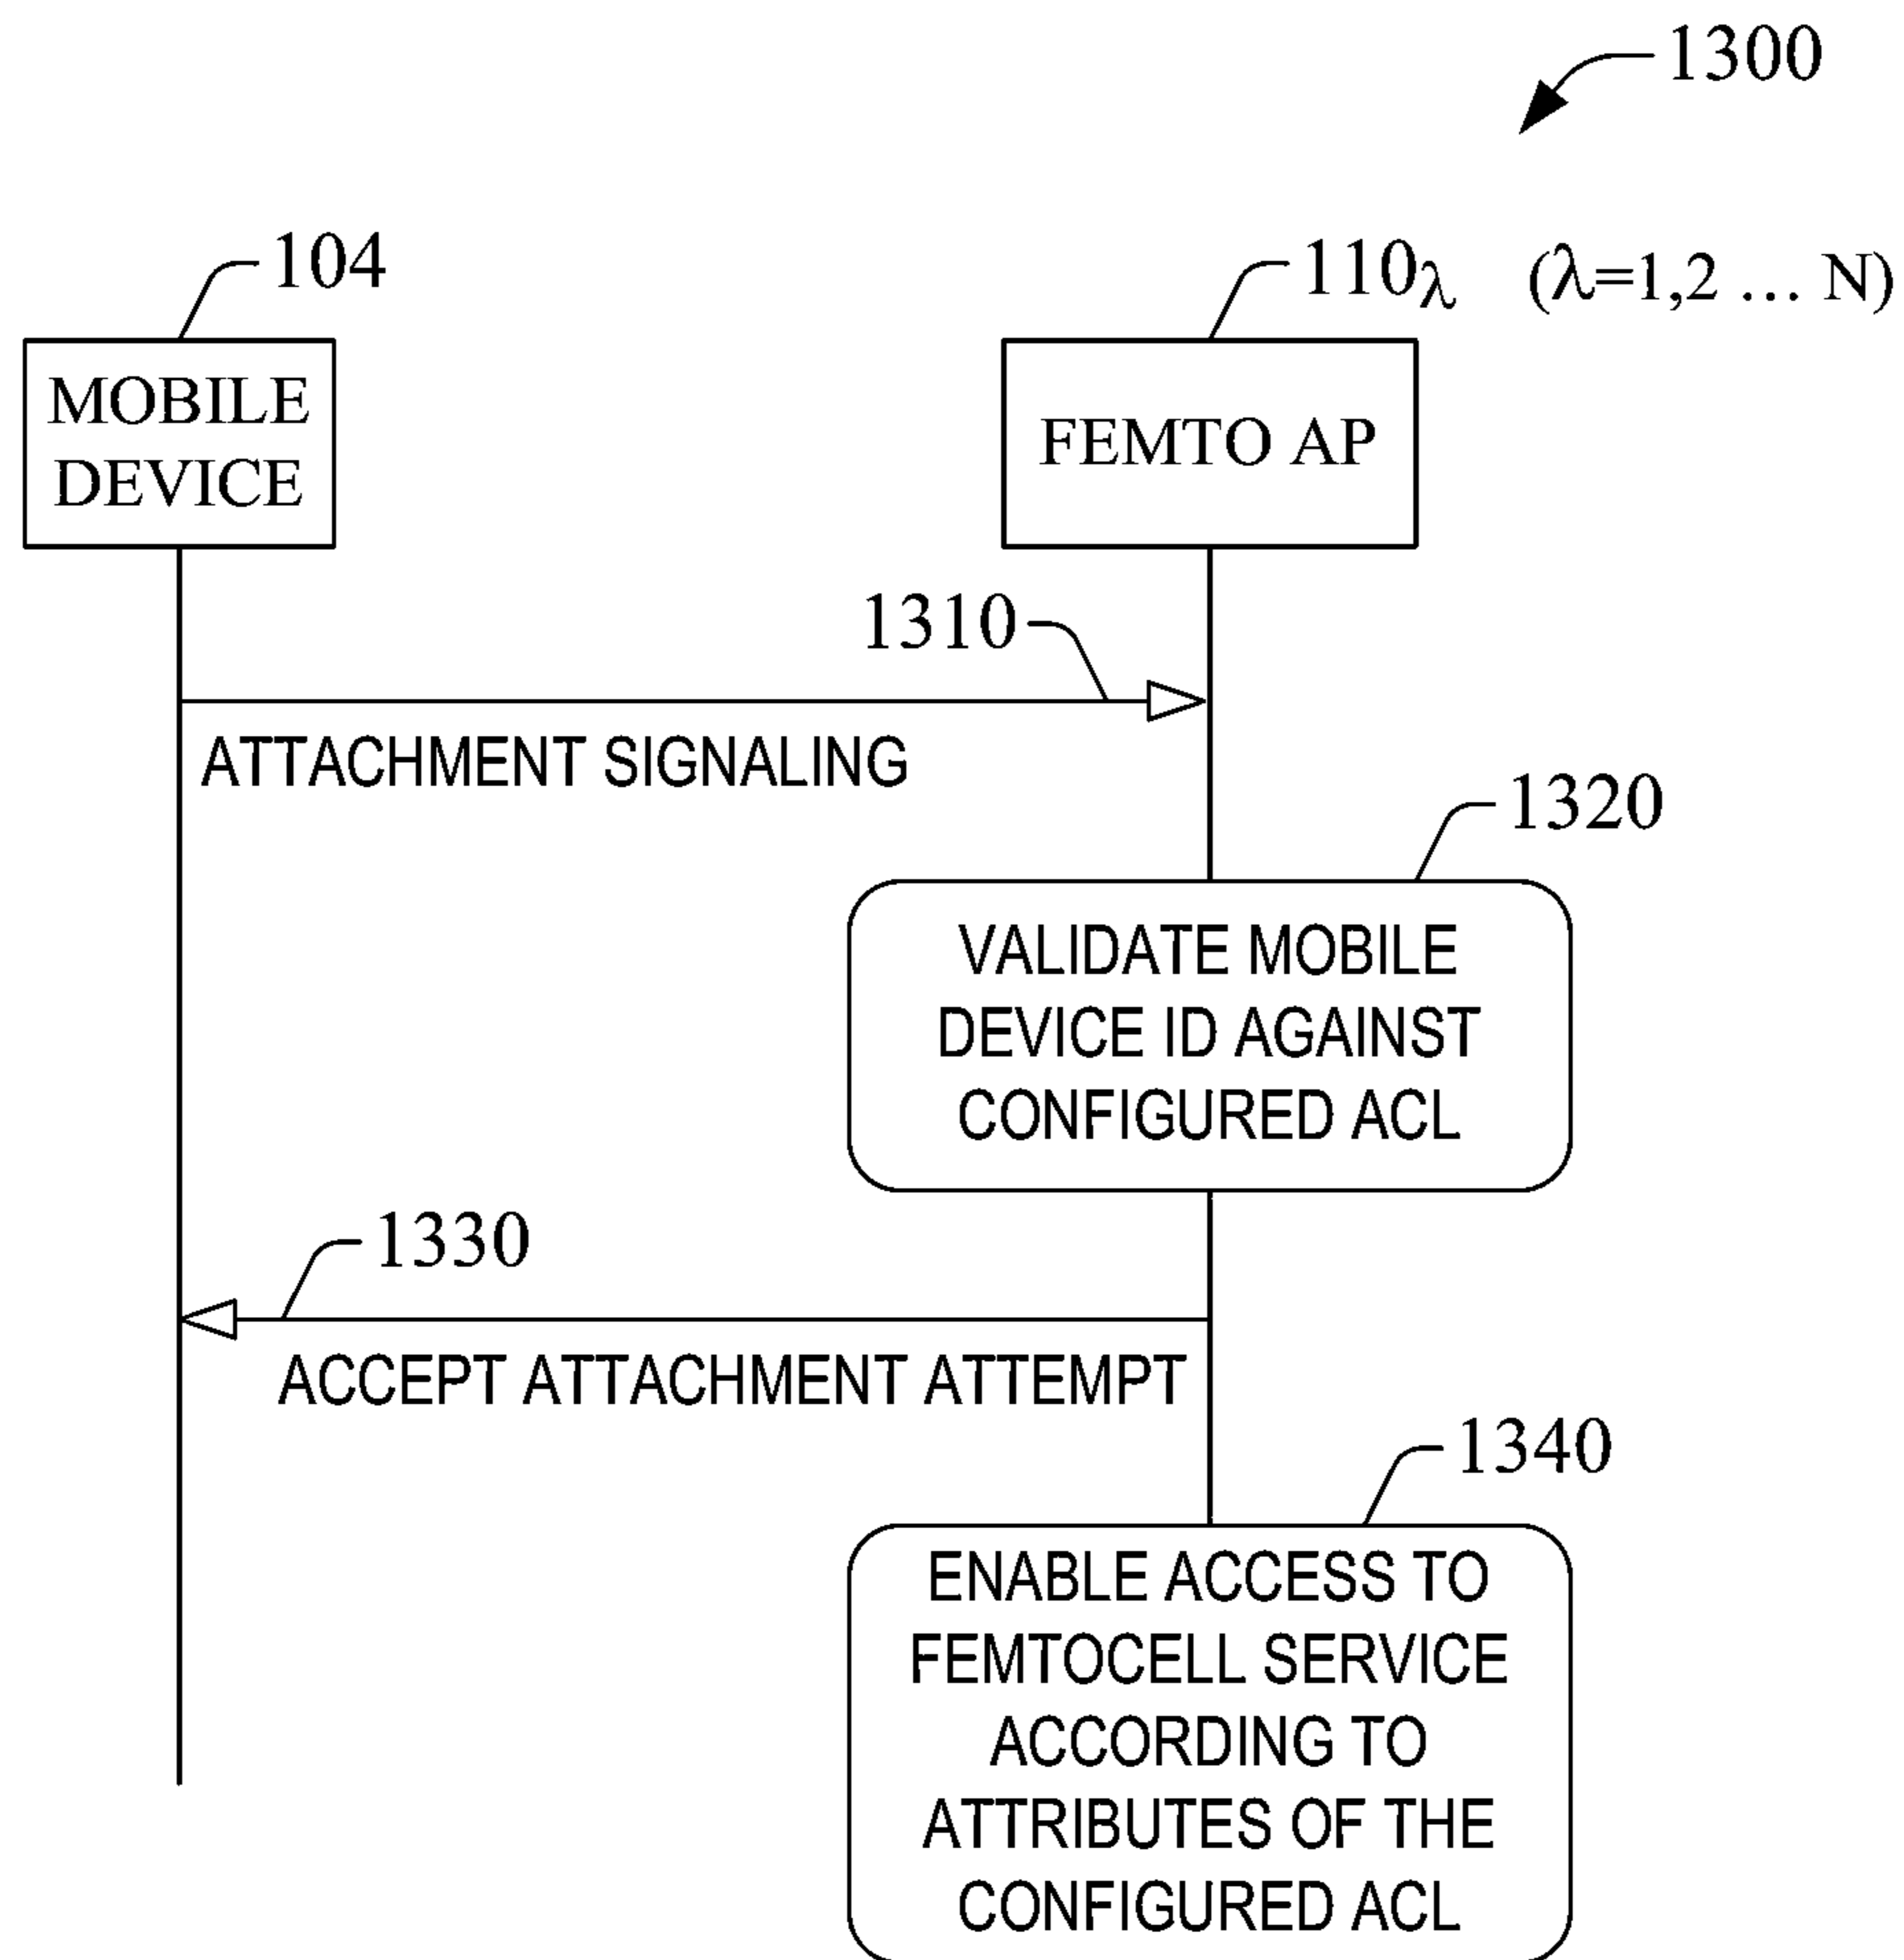 1300
104
110λ (λ=1,2 ... N)
MOBILE
DEVICE
FEMTO AP
1310
ATTACHMENT SIGNALING
1320
VALIDATE MOBILE
DEVICE ID AGAINST
CONFIGURED ACL
1330
ACCEPT ATTACHMENT ATTEMPT
1340
ENABLE ACCESS TO
FEMTOCELL SERVICE
ACCORDING TO
ATTRIBUTES OF THE
CONFIGURED ACL